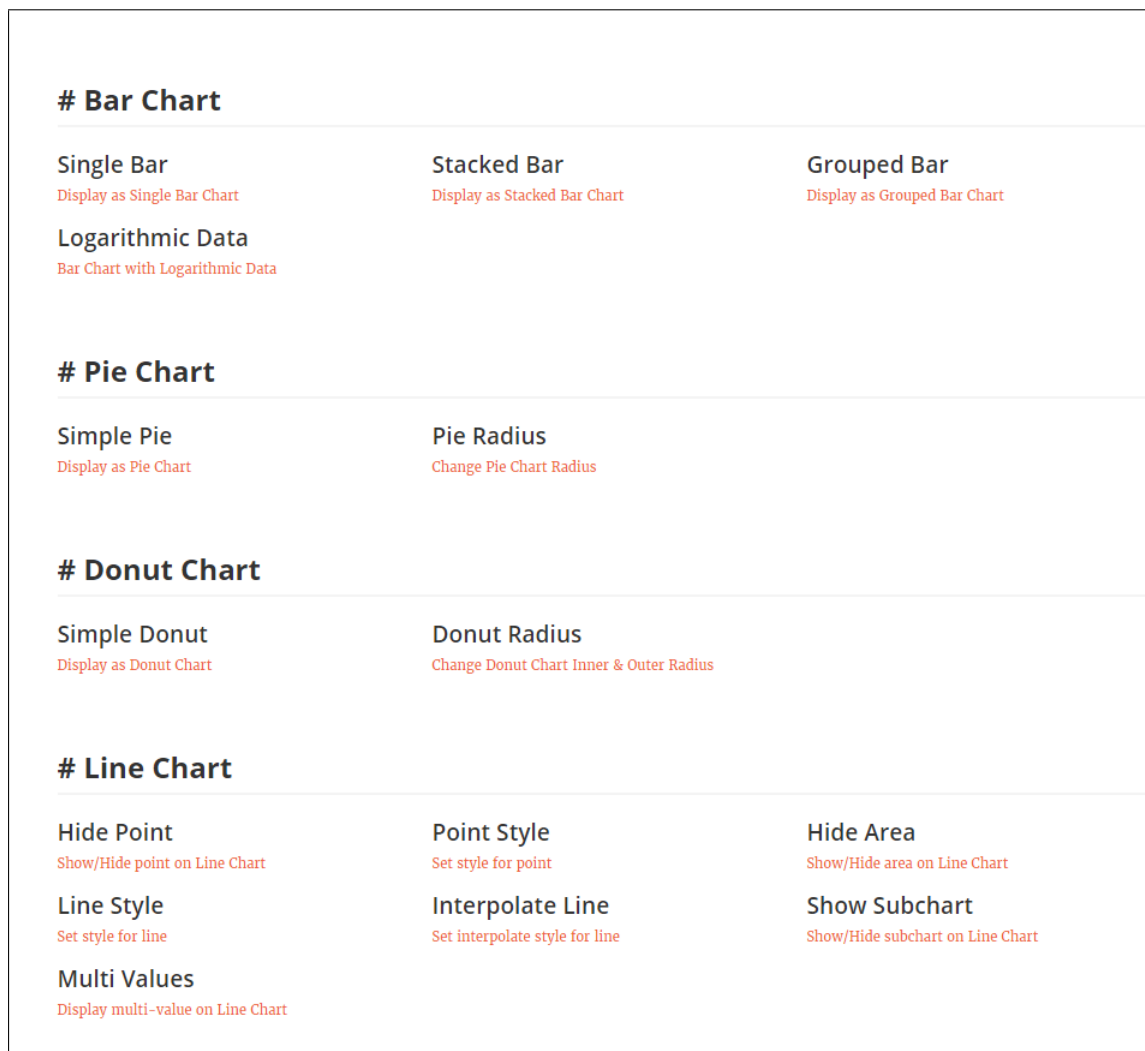 # Bar Chart
Single Bar
Display as Single Bar Chart
Stacked Bar
Display as Stacked Bar Chart
Grouped Bar
Display as Grouped Bar Chart
Logarithmic Data
Bar Chart with Logarithmic Data
# Pie Chart
Simple Pie
Display as Pie Chart
Pie Radius
Change Pie Chart Radius
# Donut Chart
Simple Donut
Display as Donut Chart
Donut Radius
Change Donut Chart Inner & Outer Radius
# Line Chart
Hide Point
Show/Hide point on Line Chart
Point Style
Set style for point
Hide Area
Show/Hide area on Line Chart
Line Style
Set style for line
Interpolate Line
Set interpolate style for line
Show Subchart
Show/Hide subchart on Line Chart
Multi Values
Display multi-value on Line Chart